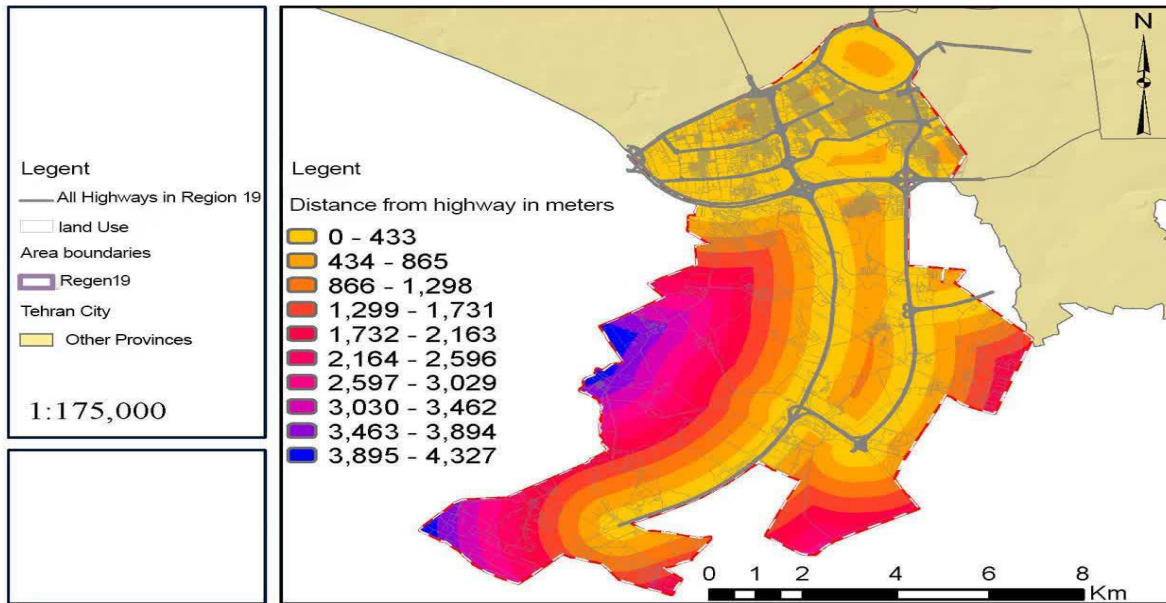 Legent
All Highways in Region 19
land Use
Area boundaries
Regen19
Tehran City
Other Provinces
1:175,000
Legent
Distance from highway in meters
0 - 433
434 - 865
866 - 1,298
1,299 - 1,731
1,732 - 2,163
2,164 - 2,596
2,597 - 3,029
3,030 - 3,462
3,463 - 3,894
3,895 - 4,327
N
0 1 2 4 6 8
Km